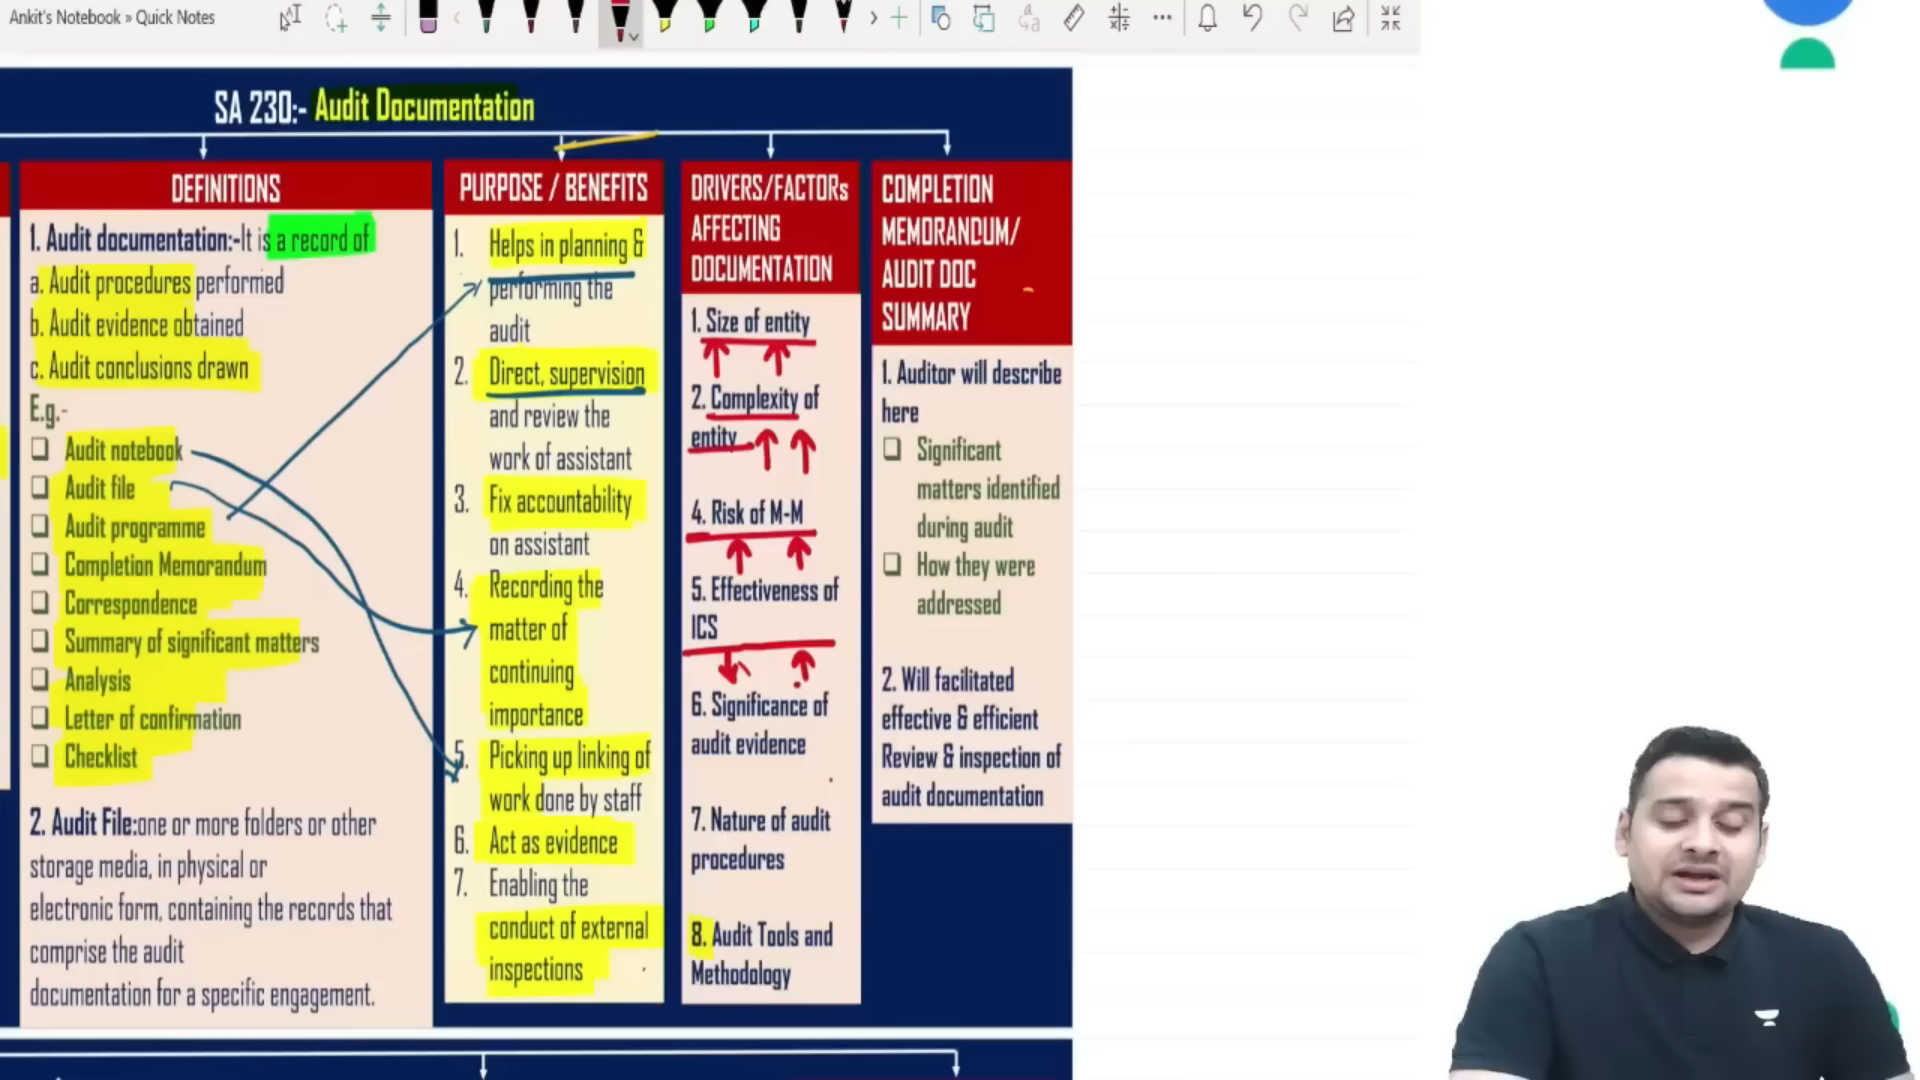 Ankit's Notebook » Quick Notes
SA 230:- Audit Documentation
DEFINITIONS
1. Audit documentation:-It is a record of
a. Audit procedures performed
b. Audit evidence obtained
c. Audit conclusions drawn
E.g.-
Audit notebook
Audit file
Audit programme
Completion Memorandum
Correspondence
Summary of significant matters
Analysis
Letter of confirmation
Checklist
2. Audit File:one or more folders or other
storage media, in physical or
electronic form, containing the records that
comprise the audit
documentation for a specific engagement.
PURPOSE / BENEFITS
1. Helps in planning &
performing the
audit
2. Direct, supervision
and review the
work of assistant
3. Fix accountability
on assistant
4. Recording the
matter of
continuing
importance
5. Picking up linking of
work done by staff
6. Act as evidence
7. Enabling the
conduct of external
inspections
DRIVERS/FACTORs
AFFECTING
DOCUMENTATION
1. Size of entity
2. Complexity of
entity
4. Risk of M-M
5. Effectiveness of
ICS
6. Significance of
audit evidence
7. Nature of audit
procedures
8. Audit Tools and
Methodology
COMPLETION
MEMORANDUM/
AUDIT DOC
SUMMARY
1. Auditor will describe
here
Significant
matters identified
during audit
How they were
addressed
2. Will facilitated
effective & efficient
Review & inspection of
audit documentation